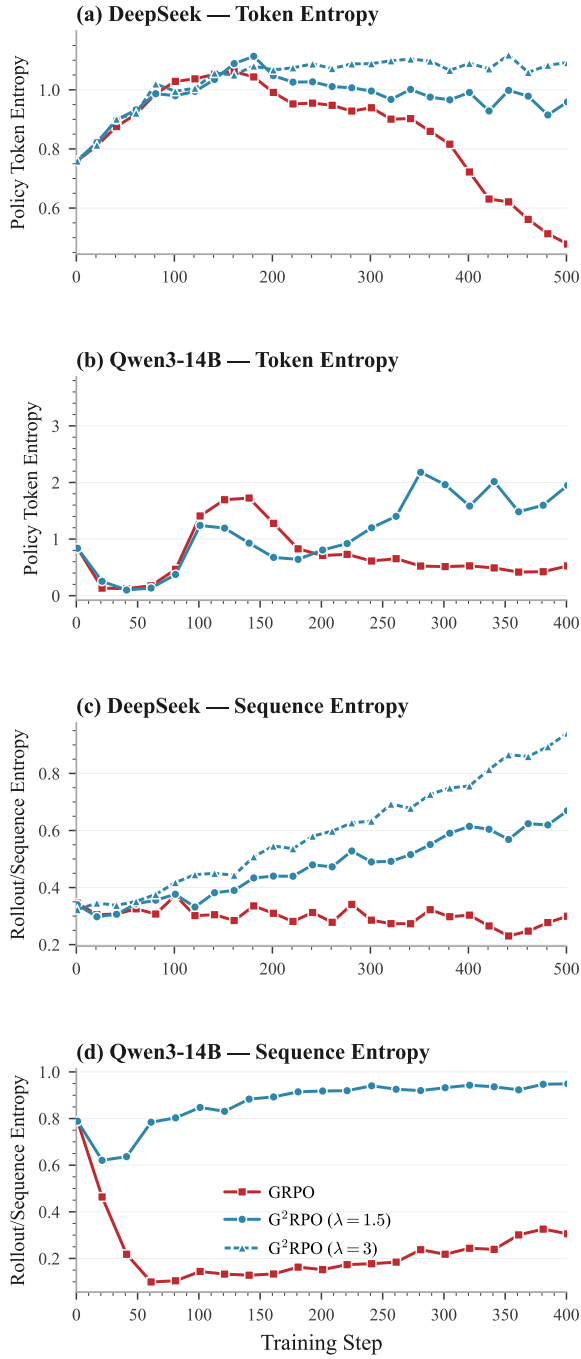 (a) DeepSeek — Token Entropy
Policy Token Entropy
1.0
0.8
0.6
0 100 200 300 400 500
(b) Qwen3-14B — Token Entropy
Policy Token Entropy
3
2
1
0
0 50 100 150 200 250 300 350 400
(c) DeepSeek — Sequence Entropy
Rollout/Sequence Entropy
0.8
0.6
0.4
0.2
0 100 200 300 400 500
(d) Qwen3-14B — Sequence Entropy
Rollout/Sequence Entropy
1.0
0.8
0.6
0.4
0.2
GRPO
G²RPO (λ = 1.5)
G²RPO (λ = 3)
0 50 100 150 200 250 300 350 400
Training Step